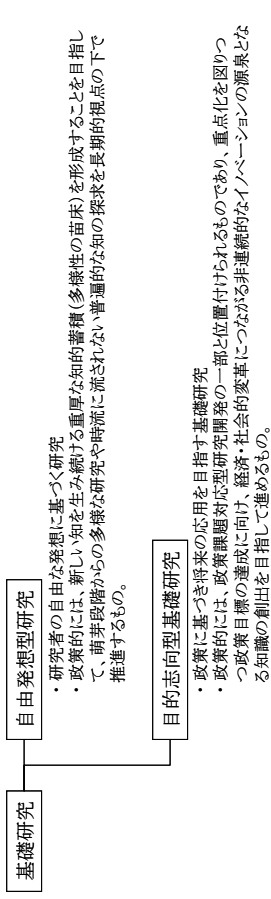 基礎研究
自由発想型研究
・研究者の自由な発想に基づく研究
・政策的には、新しい知を生み続ける重厚な知的蓄積（多様性の苗床）を形成することを目指し
て、萌芽段階からの多様な研究や時流に流されない普遍的な知の探求を長期的視点の下で
推進するもの。
目的志向型基礎研究
・政策に基づき将来の応用を目指す基礎研究
・政策的には、政策課題対応型研究開発の一部と位置付けられるものであり、重点化を図りつ
つ政策目標の達成に向け、経済・社会的変革につながる非連続的なイノベーションの源泉とな
る知識の創出を目指して進めるもの。